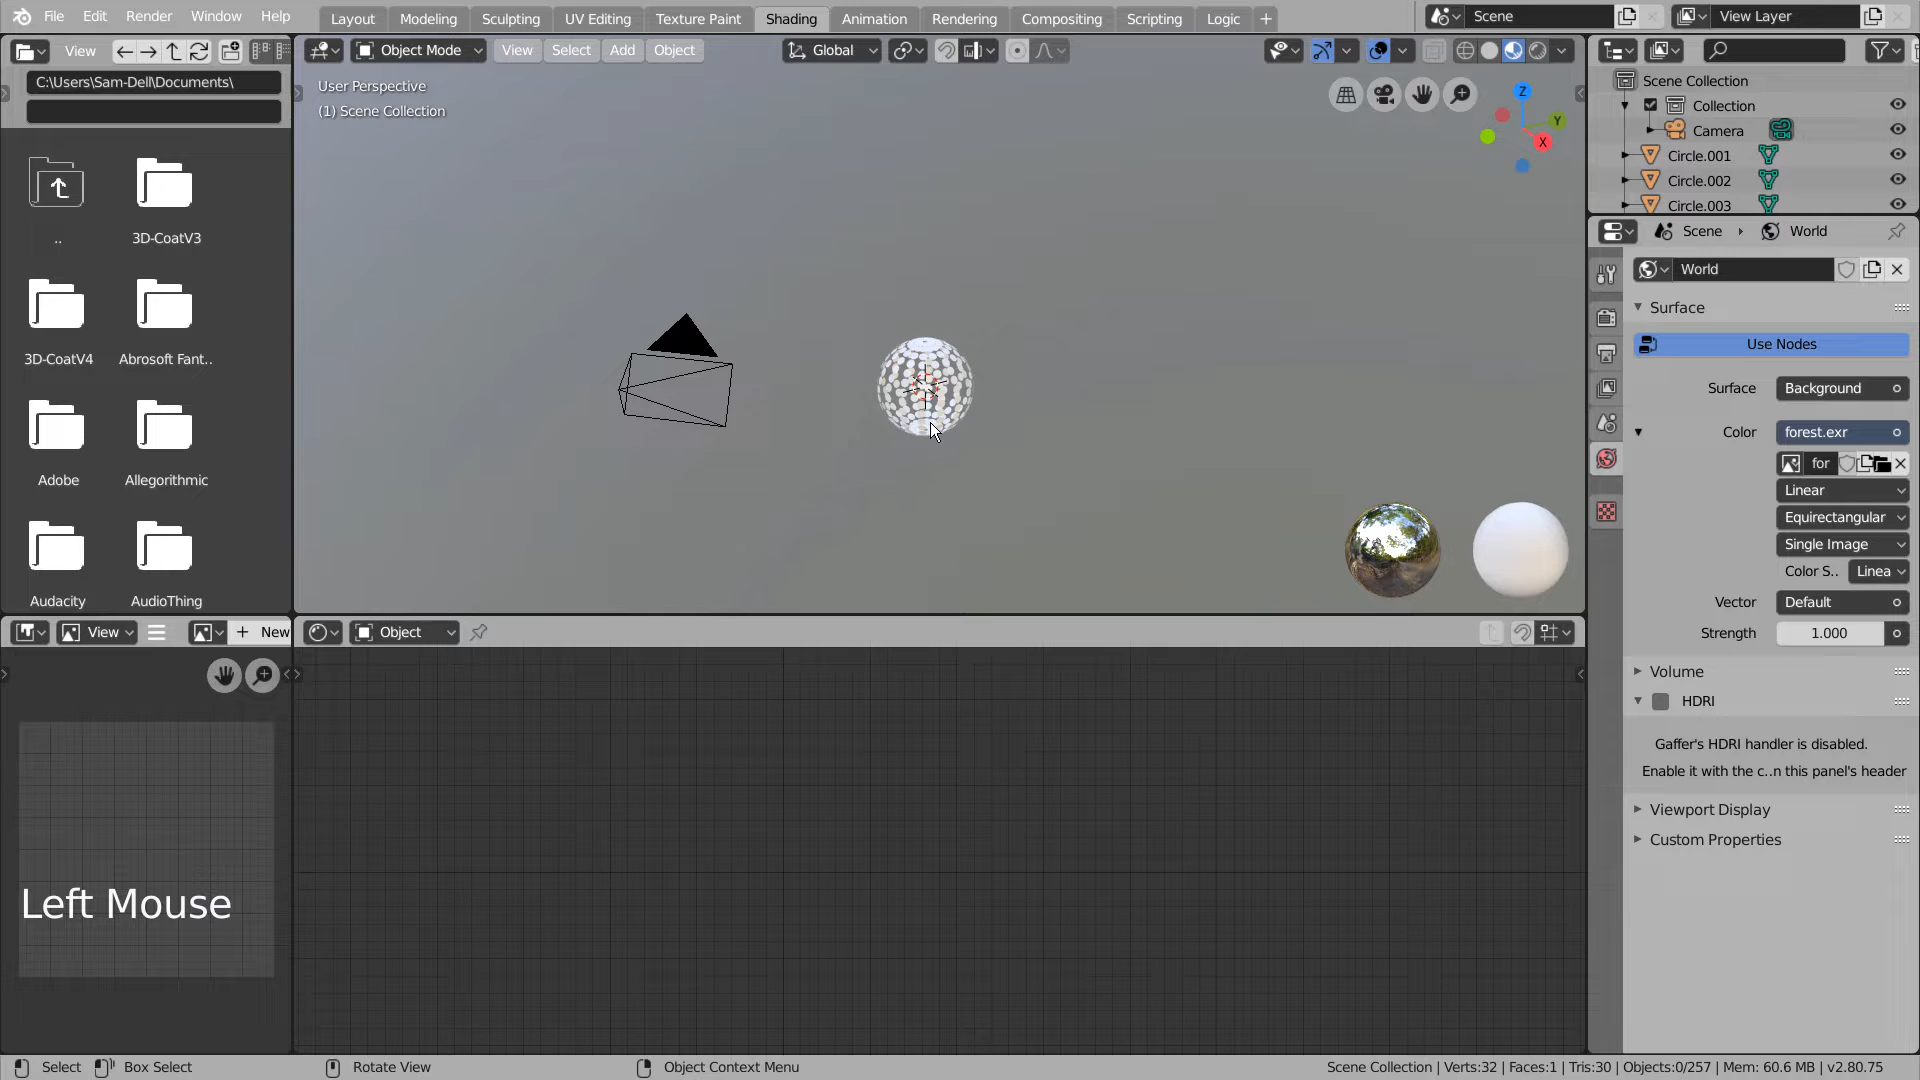 File Edit Render Window Help Layout Modeling Sculpting UV Editing Texture Paint Shading Animation Rendering Compositing Scripting Logic + Scene View Layer
View Object Mode View Select Add Object Global
C:\Users\Sam-Dell\Documents\
User Perspective
(1) Scene Collection
Z
Y
X
Scene Collection
Collection
Camera
Circle.001
Circle.002
Circle.003
Scene World
World
Surface
Use Nodes
Surface Background
Color forest.exr
for
Linear
Equirectangular
Single Image
Color S.. Linea
Vector Default
Strength 1.000
Volume
HDRI
Gaffer's HDRI handler is disabled.
Enable it with the c..n this panel's header
Viewport Display
Custom Properties
.. 3D-CoatV3
3D-CoatV4 Abrosoft Fant..
Adobe Allegorithmic
Audacity AudioThing
View + New Object
Left Mouse
Select Box Select Rotate View Object Context Menu Scene Collection | Verts:32 | Faces:1 | Tris:30 | Objects:0/257 | Mem: 60.6 MB | v2.80.75